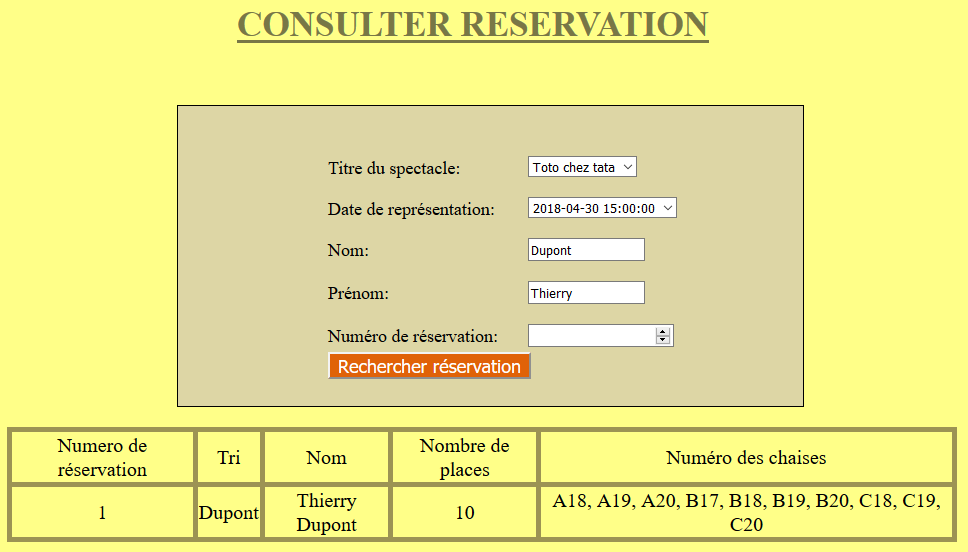 CONSULTER RESERVATION
Titre du spectacle: Toto chez tata
Date de représentation: 2018-04-30 15:00:00
Nom: Dupont
Prénom: Thierry
Numéro de réservation:
Rechercher réservation
Numero de réservation Tri Nom Nombre de places Numéro des chaises
1 Dupont Thierry Dupont 10 A18, A19, A20, B17, B18, B19, B20, C18, C19, C20